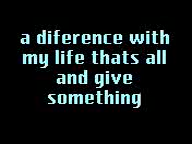 a diference with
my life thats all
and give
something